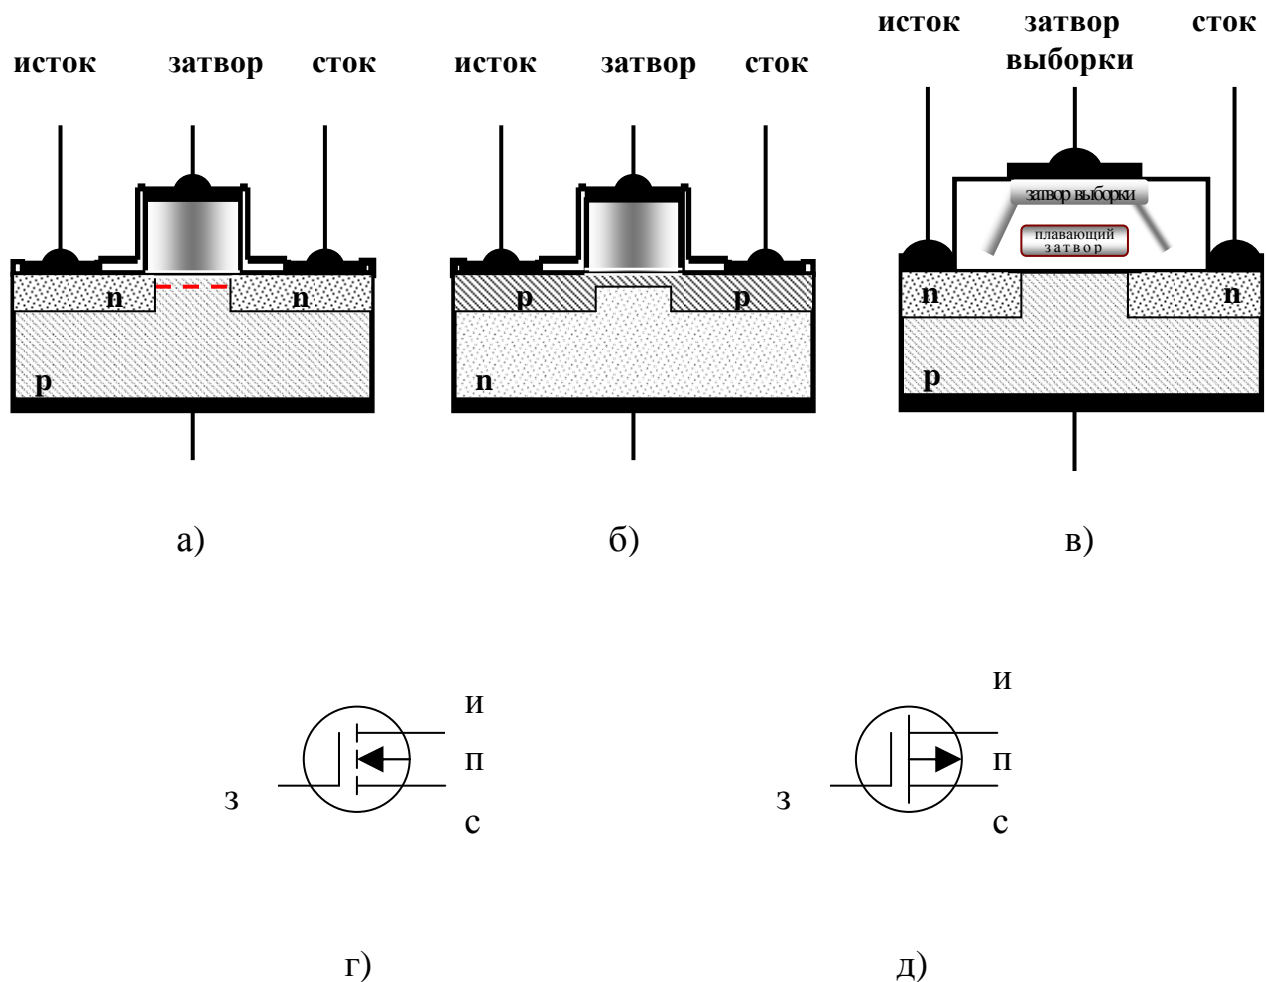 исток затвор сток
исток затвор сток
исток затвор сток
выборки
затвор выборки
плавающий
затвор
n n
p
p p
n
n n
p
а)
б)
в)
и
п
з
с
и
п
з
с
г)
д)